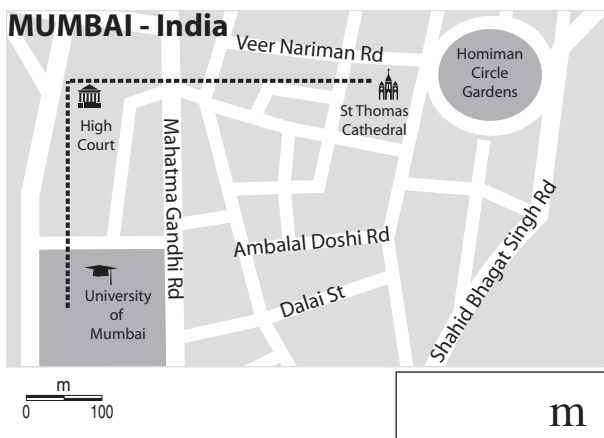 MUMBAI - India
Veer Nariman Rd
Homiman
Circle
Gardens
St Thomas
Cathedral
High
Court
Mahatma Gandhi Rd
Ambalal Doshi Rd
Shahid Bhagat Singh Rd
University
of
Mumbai
Dalai St
m
0 100
m